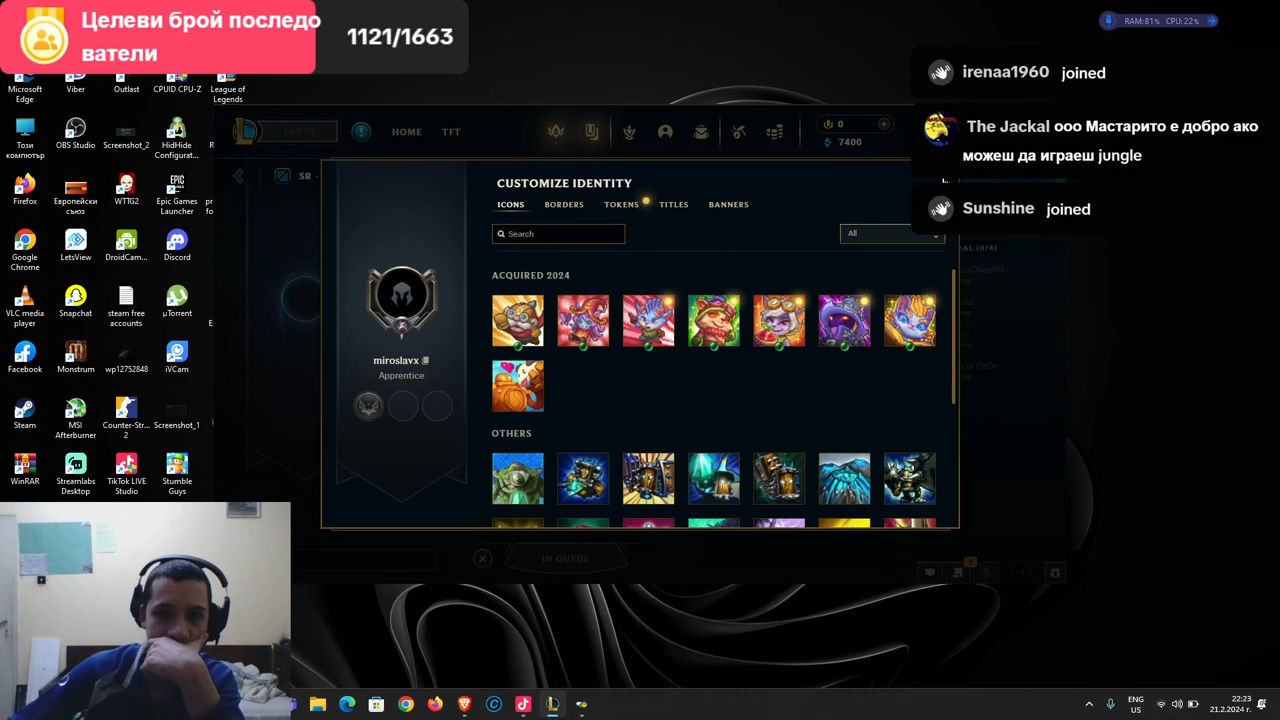 Целеви брой последо
ватели
1121/1663
RAM:81% CPU:22%
irenaa1960 joined
The Jackal ооо Мастарито е добро ако
можеш да играеш jungle
Sunshine joined
Microsoft
Edge
Viber
Outlast
CPUID CPU-Z
League of
Legends
Този
компютър
OBS Studio
Screenshot_2
HidHide
Configurat...
Firefox
Европейски
съюз
WTTG2
Epic Games
Launcher
Google
Chrome
LetsView
DroidCam...
Discord
VLC media
player
Snapchat
steam free
accounts
µTorrent
Facebook
Monstrum
wp12752848
iVCam
Steam
MSI
Afterburner
Counter-Str...
2
Screenshot_1
WinRAR
Streamlabs
Desktop
TikTok LIVE
Studio
Stumble
Guys
PARTY
HOME
TFT
0
7400
SR
CUSTOMIZE IDENTITY
ICONS
BORDERS
TOKENS
TITLES
BANNERS
Search
All
ACQUIRED 2024
miroslavx
Apprentice
OTHERS
IN QUEUE
ENG
US
22:23
21.2.2024 г.